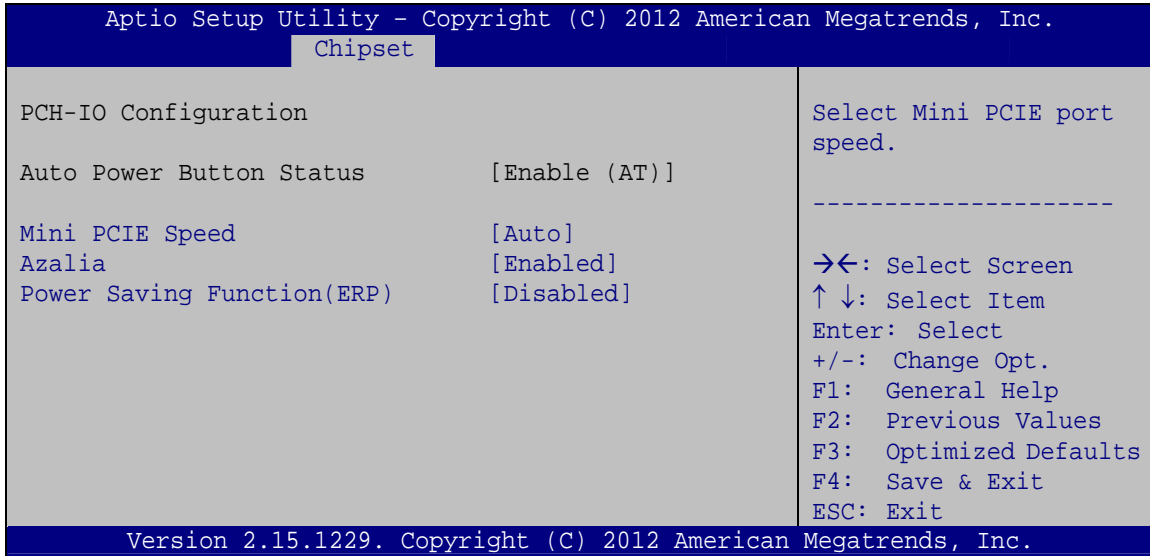 Aptio Setup Utility – Copyright (C) 2012 American Megatrends, Inc.
Chipset
PCH-IO Configuration
Auto Power Button Status [Enable (AT)]
Mini PCIE Speed [Auto]
Azalia [Enabled]
Power Saving Function(ERP) [Disabled]
Select Mini PCIE port
speed.
---------------------
→←: Select Screen
↑ ↓: Select Item
Enter: Select
+/-: Change Opt.
F1: General Help
F2: Previous Values
F3: Optimized Defaults
F4: Save & Exit
ESC: Exit
Version 2.15.1229. Copyright (C) 2012 American Megatrends, Inc.